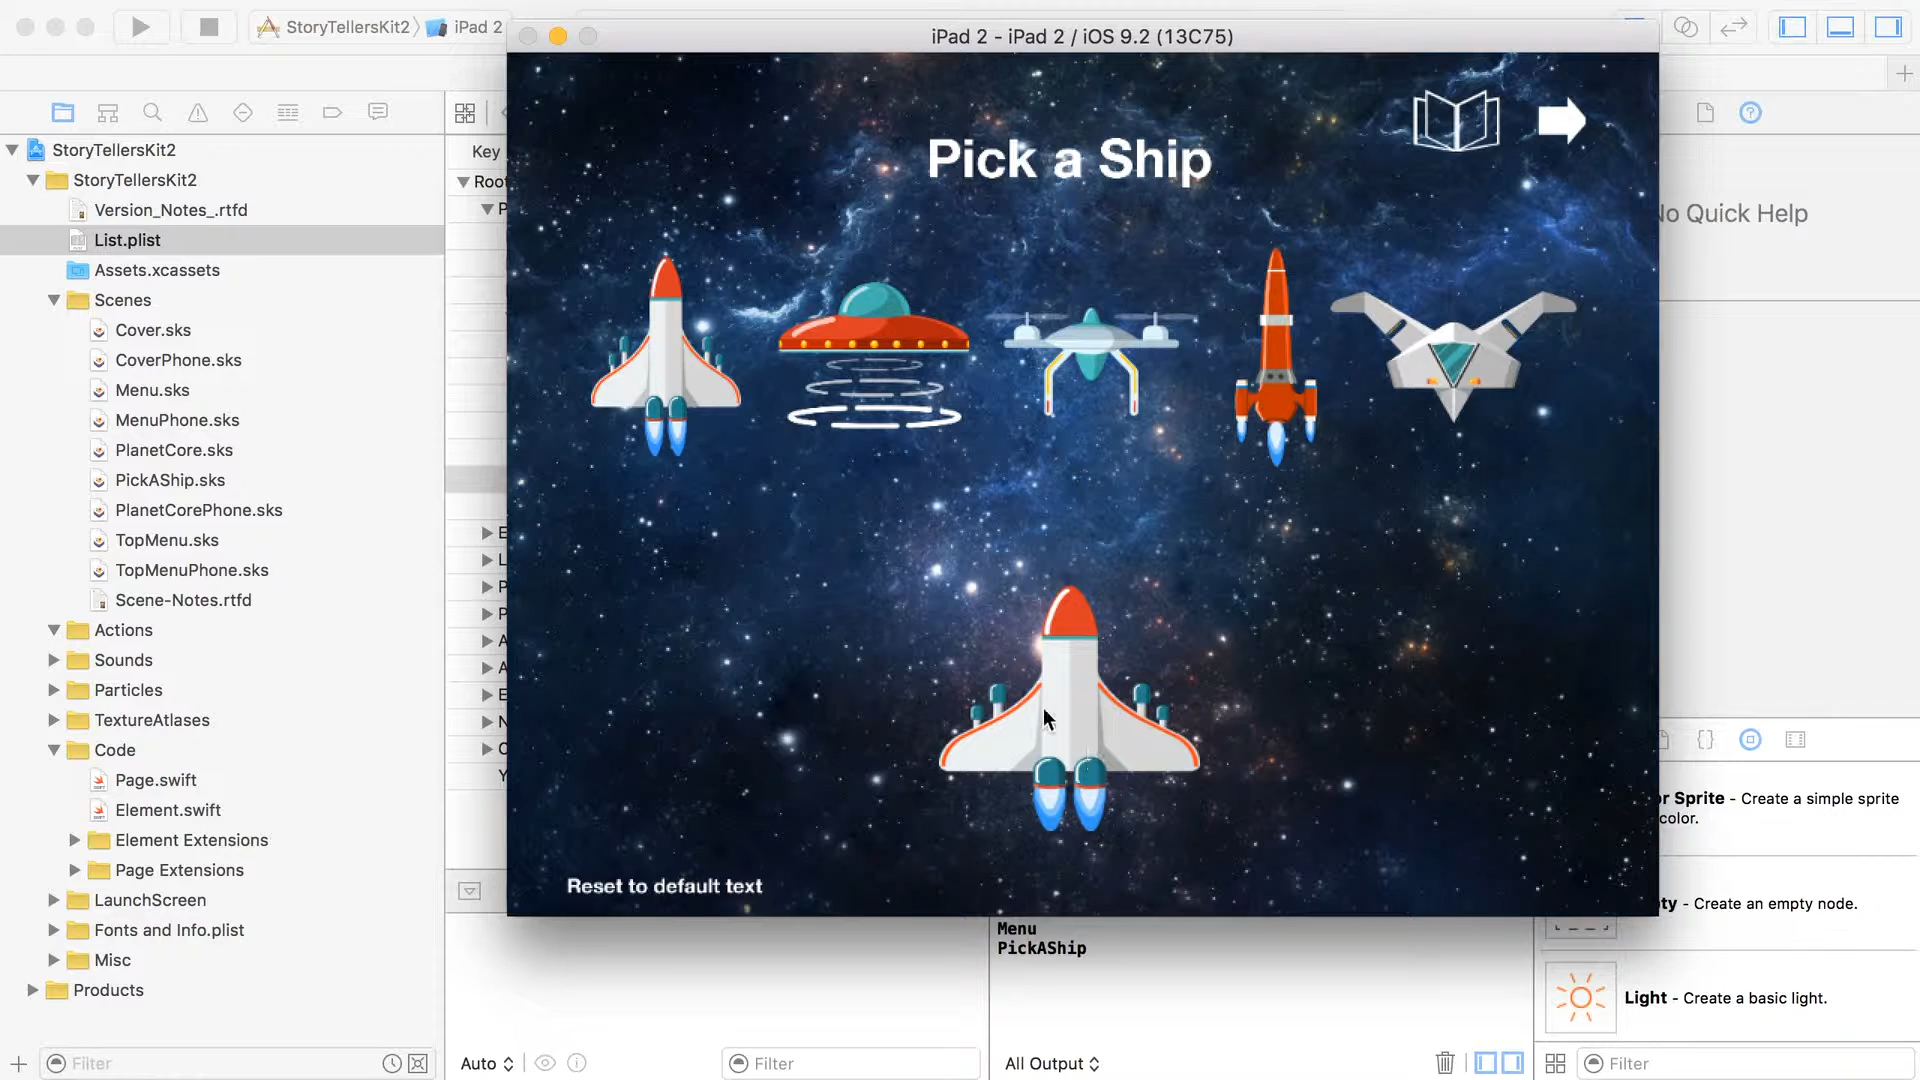 StoryTellersKit2
iPad 2
iPad 2 - iPad 2 / iOS 9.2 (13C75)
StoryTellersKit2
StoryTellersKit2
Version_Notes_.rtfd
List.plist
Assets.xcassets
Scenes
Cover.sks
CoverPhone.sks
Menu.sks
MenuPhone.sks
PlanetCore.sks
PickAShip.sks
PlanetCorePhone.sks
TopMenu.sks
TopMenuPhone.sks
Scene-Notes.rtfd
Actions
Sounds
Particles
TextureAtlases
Code
Page.swift
Element.swift
Element Extensions
Page Extensions
LaunchScreen
Fonts and Info.plist
Misc
Products
Filter
Key
Pick a Ship
Reset to default text
Menu
PickAShip
Auto
Filter
All Output
No Quick Help
Sprite - Create a simple sprite
color.
- Create an empty node.
Light - Create a basic light.
Filter